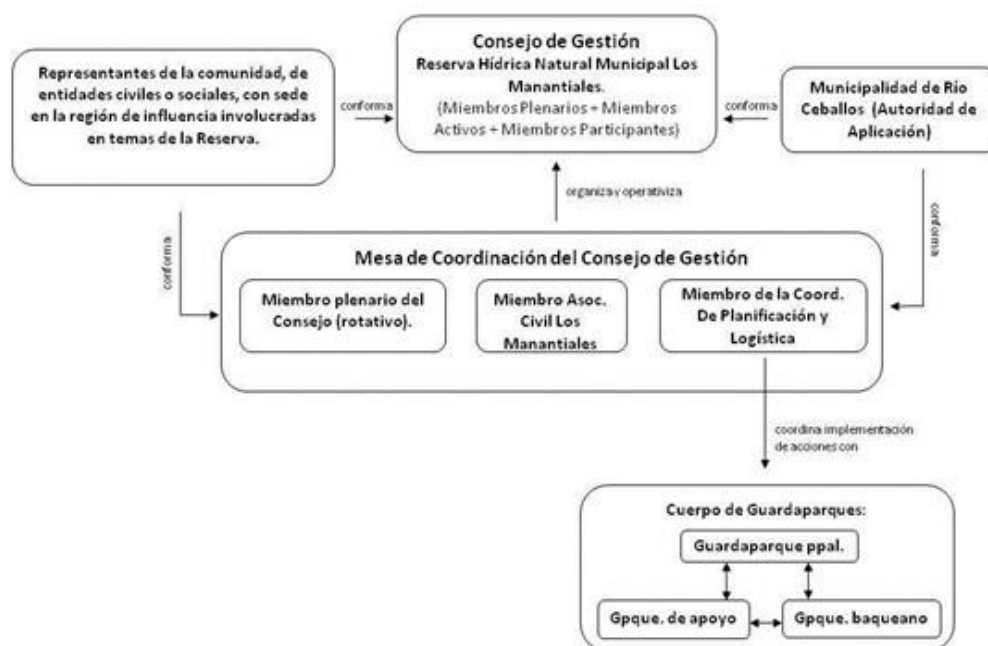 Consejo de Gestión
Reserva Hídrica Natural Municipal Los
Manantiales.
(Miembros Plenarios + Miembros
Activos + Miembros Participantes)
Representantes de la comunidad, de
entidades civiles o sociales, con sede
en la región de influencia involucradas
en temas de la Reserva.
conforma
conforma
Municipalidad de Río
Ceballos (Autoridad de
Aplicación)
organiza y operativiza
conforma
conforma
Mesa de Coordinación del Consejo de Gestión
Miembro plenario del
Consejo (rotativo).
Miembro Asoc.
Civil Los
Manantiales
Miembro de la Coord.
De Planificación y
Logística
coordina implementación
de acciones con
Cuerpo de Guardaparques:
Guardaparque ppal.
Gpque. de apoyo
Gpque. baqueano